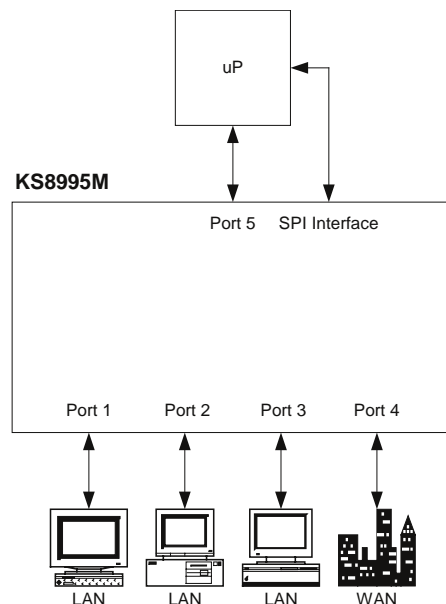 uP
KS8995M
Port 5 SPI Interface
Port 1 Port 2 Port 3 Port 4
LAN LAN LAN WAN